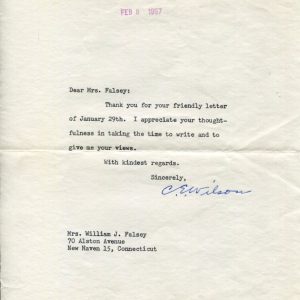 FEB 8 1957
Dear Mrs. Falsey:
Thank you for your friendly letter
of January 29th. I appreciate your thought-
fulness in taking the time to write and to
give me your views.
With kindest regards.
Sincerely,
C.E.Wilson
Mrs. William J. Falsey
70 Alston Avenue
New Haven 15, Connecticut